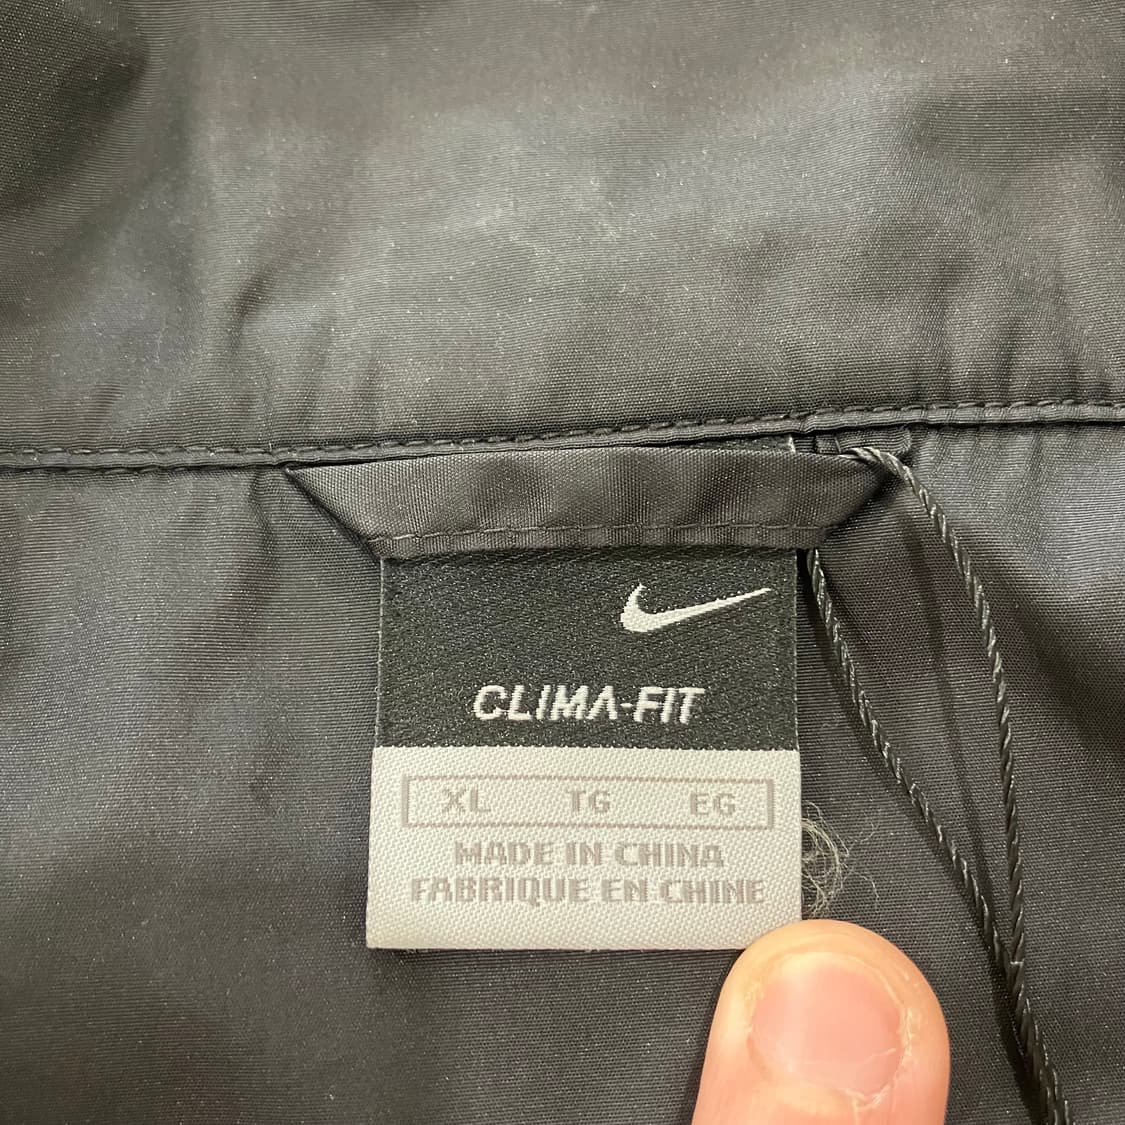 CLIMA-FIT
XL TG EG
MADE IN CHINA
FABRIQUE EN CHINE